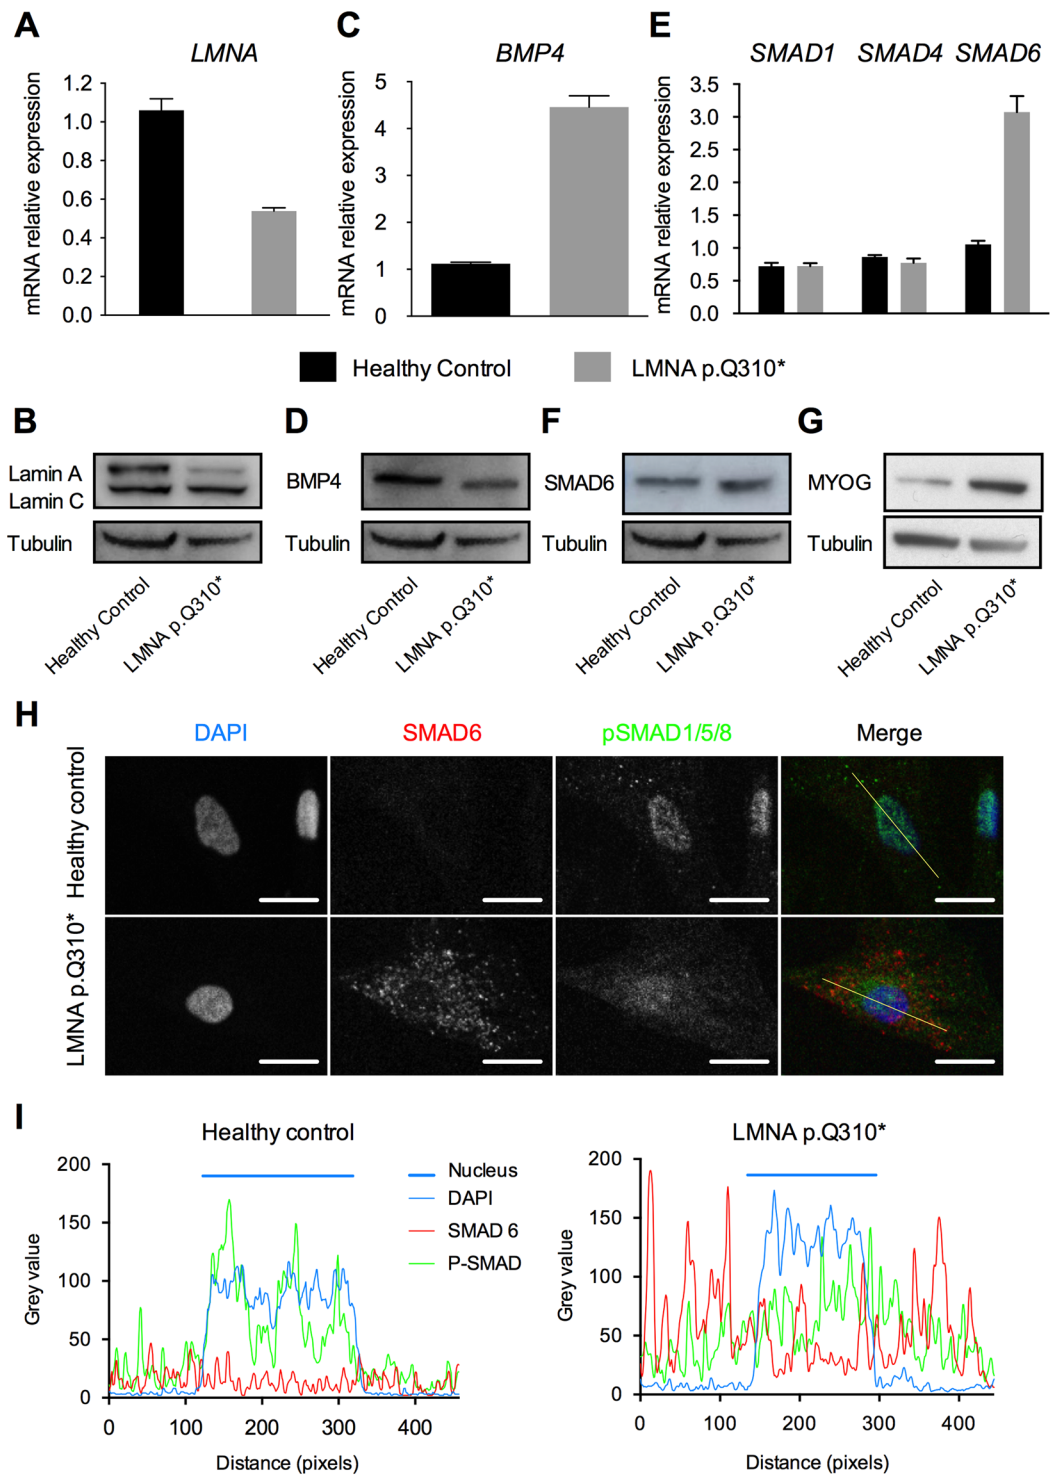 A
C
E
LMNA
BMP4
SMAD1 SMAD4 SMAD6
mRNA relative expression
1.2
1.0
0.8
0.6
0.4
0.2
0.0
mRNA relative expression
5
4
3
2
1
0
mRNA relative expression
3.5
3.0
2.5
2.0
1.5
1.0
0.5
0.0
Healthy Control
LMNA p.Q310*
B
D
F
G
Lamin A
Lamin C
Tubulin
Healthy Control
LMNA p.Q310*
BMP4
Tubulin
Healthy Control
LMNA p.Q310*
SMAD6
Tubulin
Healthy Control
LMNA p.Q310*
MYOG
Tubulin
Healthy Control
LMNA p.Q310*
H
DAPI
SMAD6
pSMAD1/5/8
Merge
Healthy control
LMNA p.Q310*
I
Healthy control
Grey value
200
150
100
50
0
0 100 200 300 400
Distance (pixels)
Nucleus
DAPI
SMAD 6
P-SMAD
LMNA p.Q310*
Grey value
200
150
100
50
0
0 100 200 300 400
Distance (pixels)